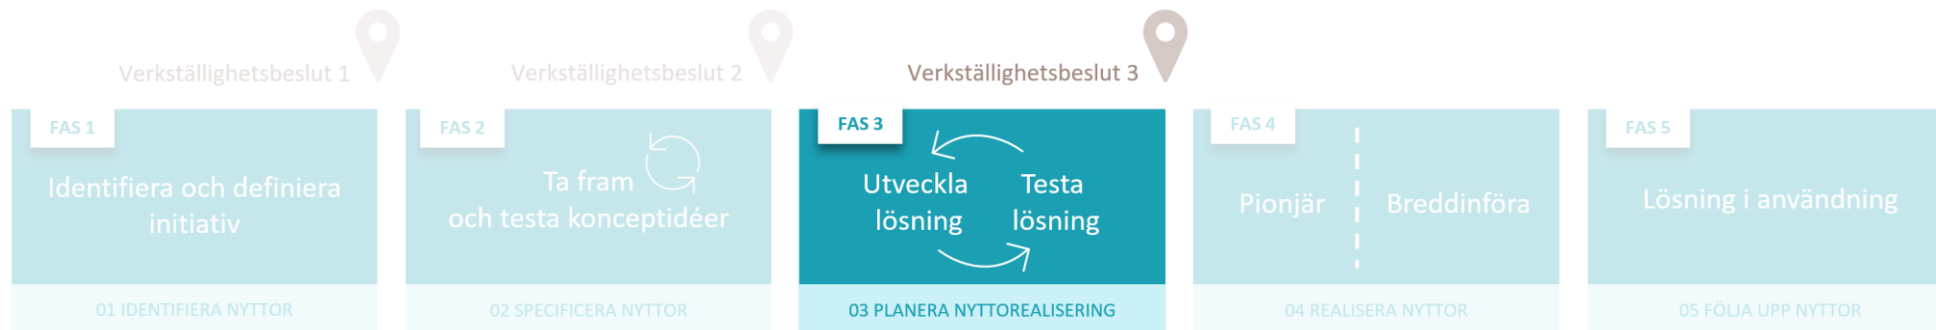 Verkställighetsbeslut 1
Verkställighetsbeslut 2
Verkställighetsbeslut 3
FAS 1
Identifiera och definiera
initiativ
01 IDENTIFIERA NYTTOR
FAS 2
Ta fram
och testa konceptidéer
02 SPECIFICERA NYTTOR
FAS 3
Utveckla
lösning
Testa
lösning
03 PLANERA NYTTOREALISERING
FAS 4
Pionjär
Breddinföra
04 REALISERA NYTTOR
FAS 5
Lösning i användning
05 FÖLJA UPP NYTTOR